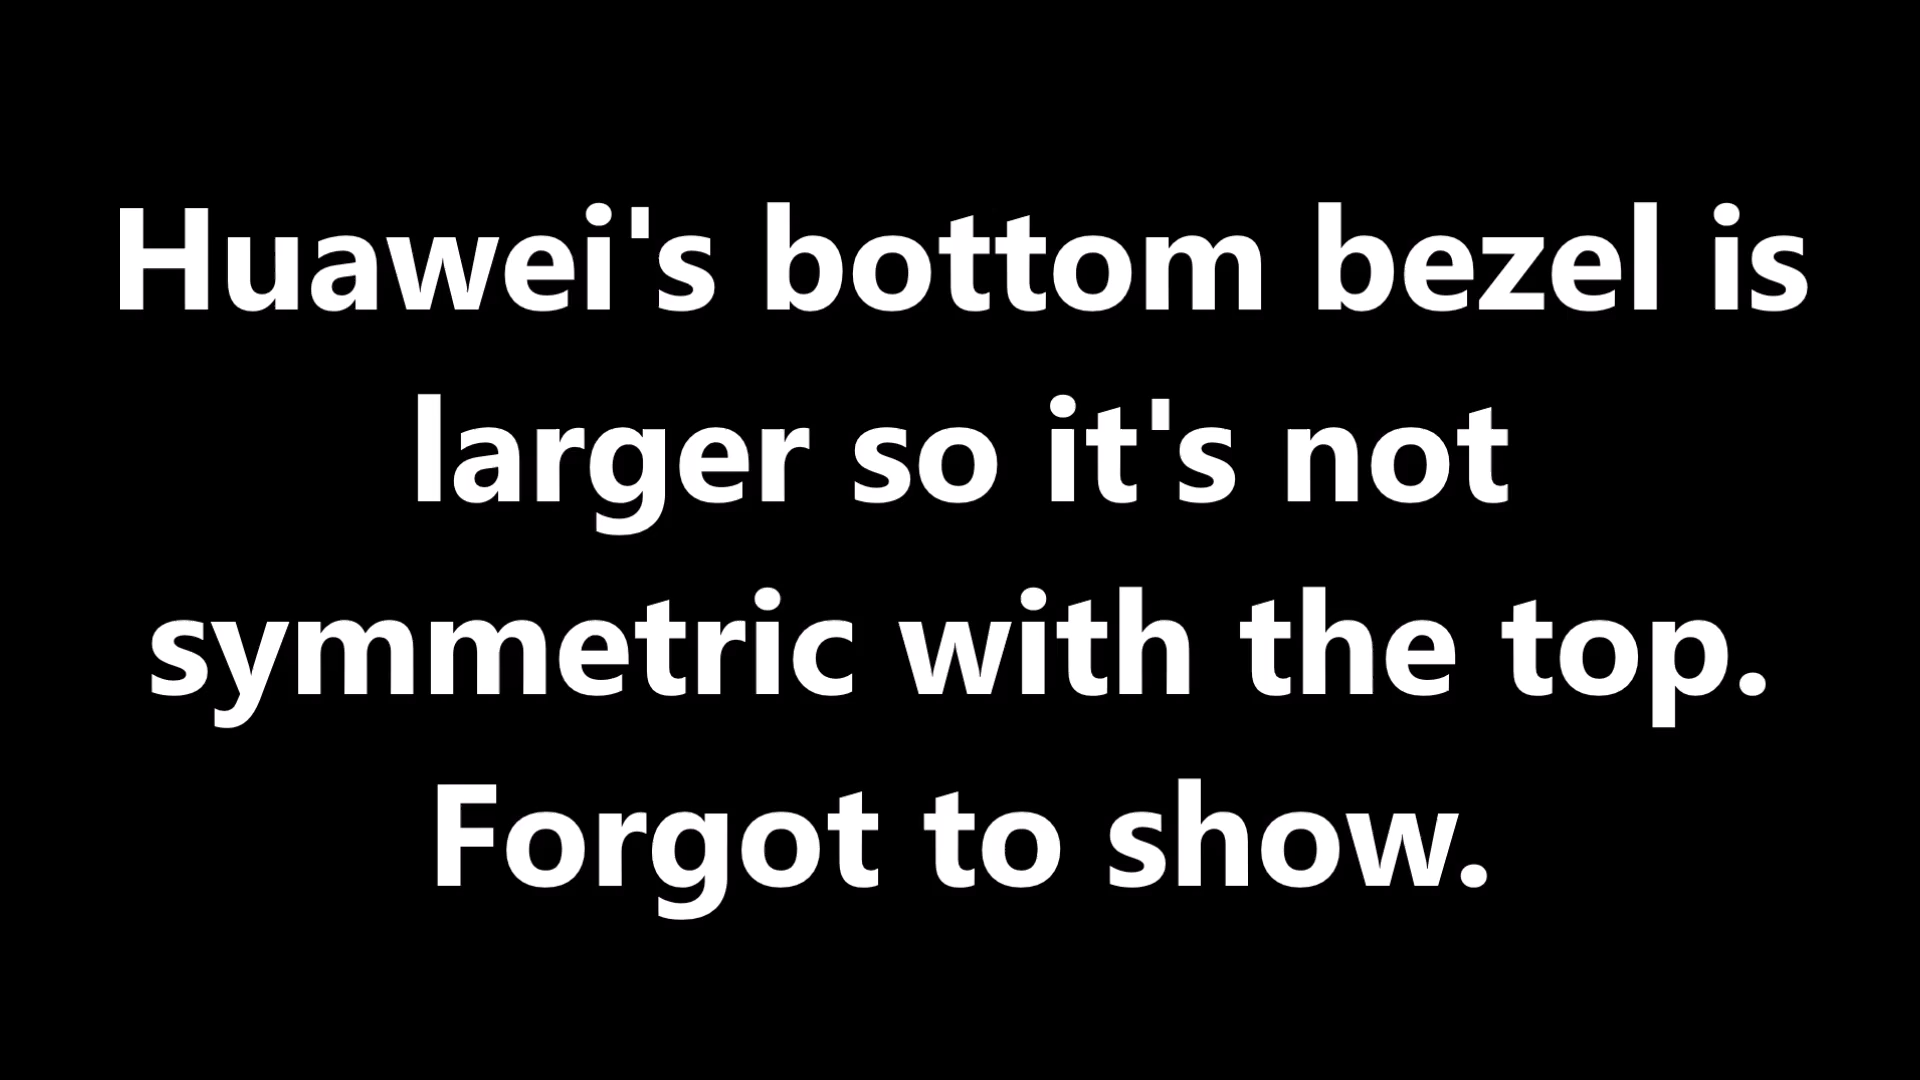 Huawei's bottom bezel is
larger so it's not
symmetric with the top.
Forgot to show.